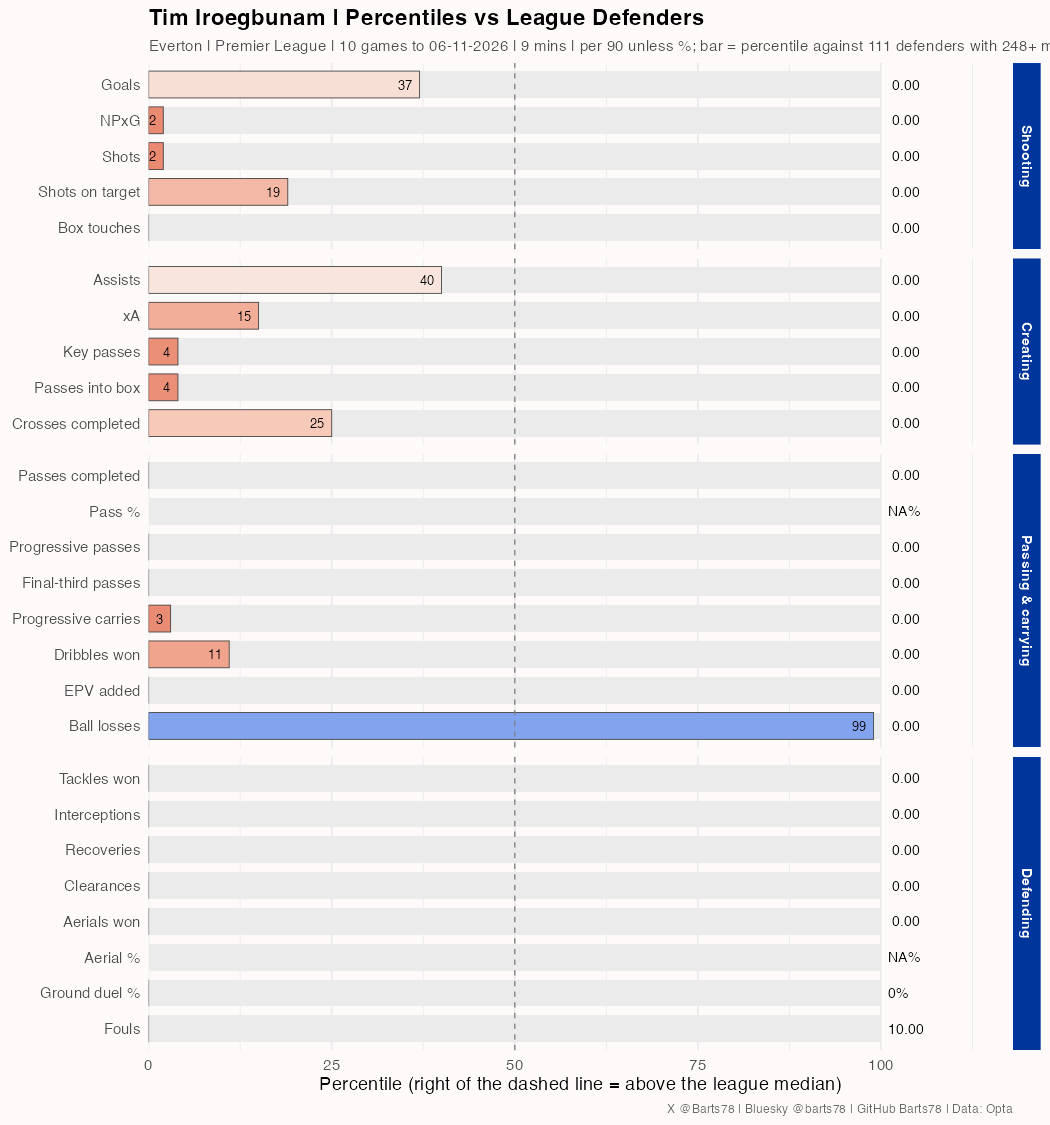 Tim Iroegbunam | Percentiles vs League Defenders
Everton | Premier League | 10 games to 06-11-2026 | 9 mins | per 90 unless %; bar = percentile against 111 defenders with 248+ m
Shooting
Goals 37 0.00
NPxG 2 0.00
Shots 2 0.00
Shots on target 19 0.00
Box touches 0.00
Creating
Assists 40 0.00
xA 15 0.00
Key passes 4 0.00
Passes into box 4 0.00
Crosses completed 25 0.00
Passing & carrying
Passes completed 0.00
Pass % NA%
Progressive passes 0.00
Final-third passes 0.00
Progressive carries 3 0.00
Dribbles won 11 0.00
EPV added 0.00
Ball losses 99 0.00
Defending
Tackles won 0.00
Interceptions 0.00
Recoveries 0.00
Clearances 0.00
Aerials won 0.00
Aerial % NA%
Ground duel % 0%
Fouls 10.00
0 25 50 75 100
Percentile (right of the dashed line = above the league median)
X @Barts78 | Bluesky @barts78 | GitHub Barts78 | Data: Opta